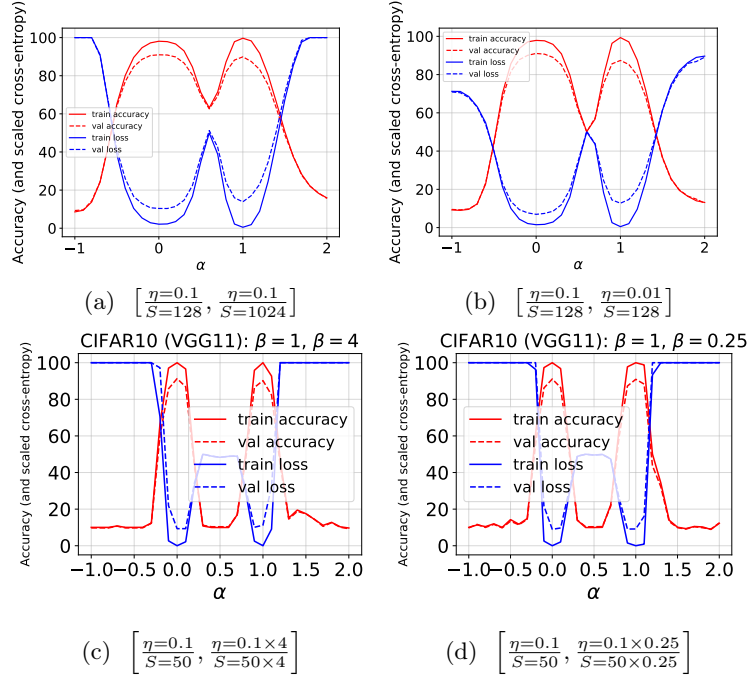 Accuracy (and scaled cross-entropy)
100
80
60
40
20
0
train accuracy
val accuracy
train loss
val loss
−1 0 1 2
α
(a) [η=0.1/S=128, η=0.1/S=1024]
Accuracy (and scaled cross-entropy)
100
80
60
40
20
0
train accuracy
val accuracy
train loss
val loss
−1 0 1 2
α
(b) [η=0.1/S=128, η=0.01/S=128]
CIFAR10 (VGG11): β = 1, β = 4
Accuracy (and scaled cross-entropy)
100
80
60
40
20
0
train accuracy
val accuracy
train loss
val loss
−1.0 −0.5 0.0 0.5 1.0 1.5 2.0
α
(c) [η=0.1/S=50, η=0.1×4/S=50×4]
CIFAR10 (VGG11): β = 1, β = 0.25
Accuracy (and scaled cross-entropy)
100
80
60
40
20
0
train accuracy
val accuracy
train loss
val loss
−1.0 −0.5 0.0 0.5 1.0 1.5 2.0
α
(d) [η=0.1/S=50, η=0.1×0.25/S=50×0.25]